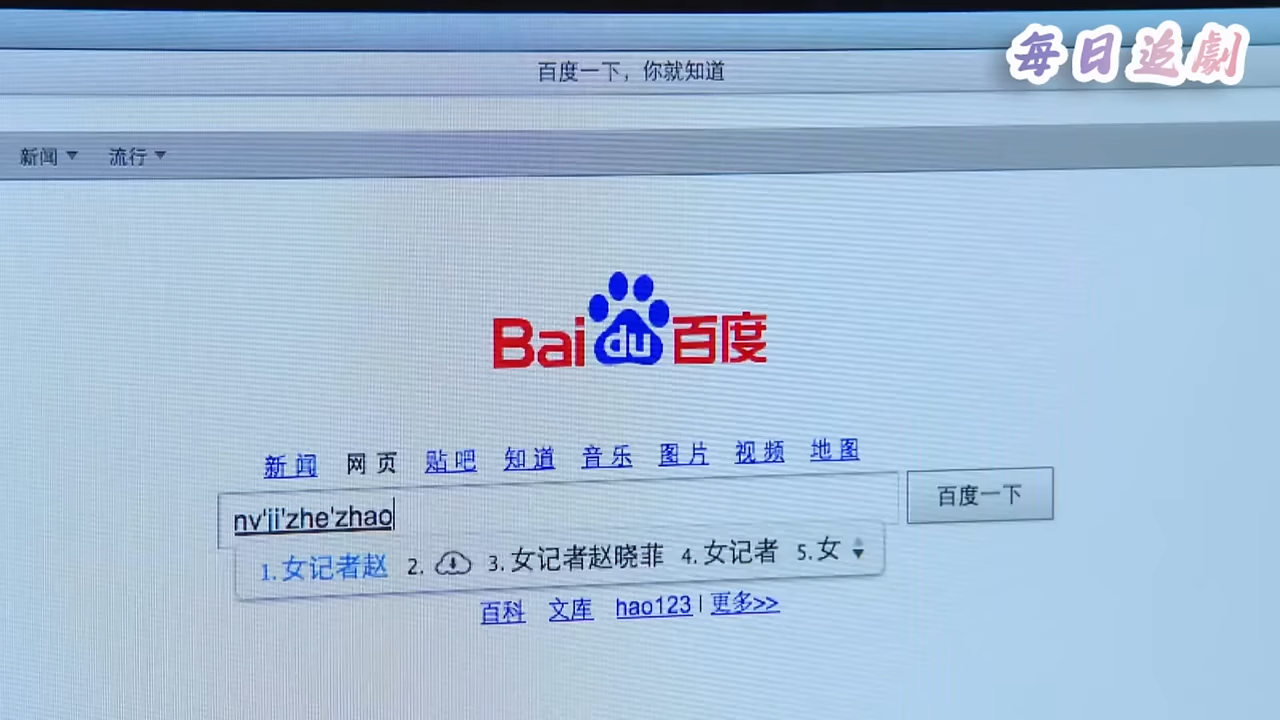 每日追劇
百度一下，你就知道
新闻 流行
Bai du 百度
新闻 网页 贴吧 知道 音乐 图片 视频 地图
nv'ji'zhe'zhao 百度一下
1.女记者赵 2. 3.女记者赵晓菲 4.女记者 5.女
百科 文库 hao123 | 更多>>